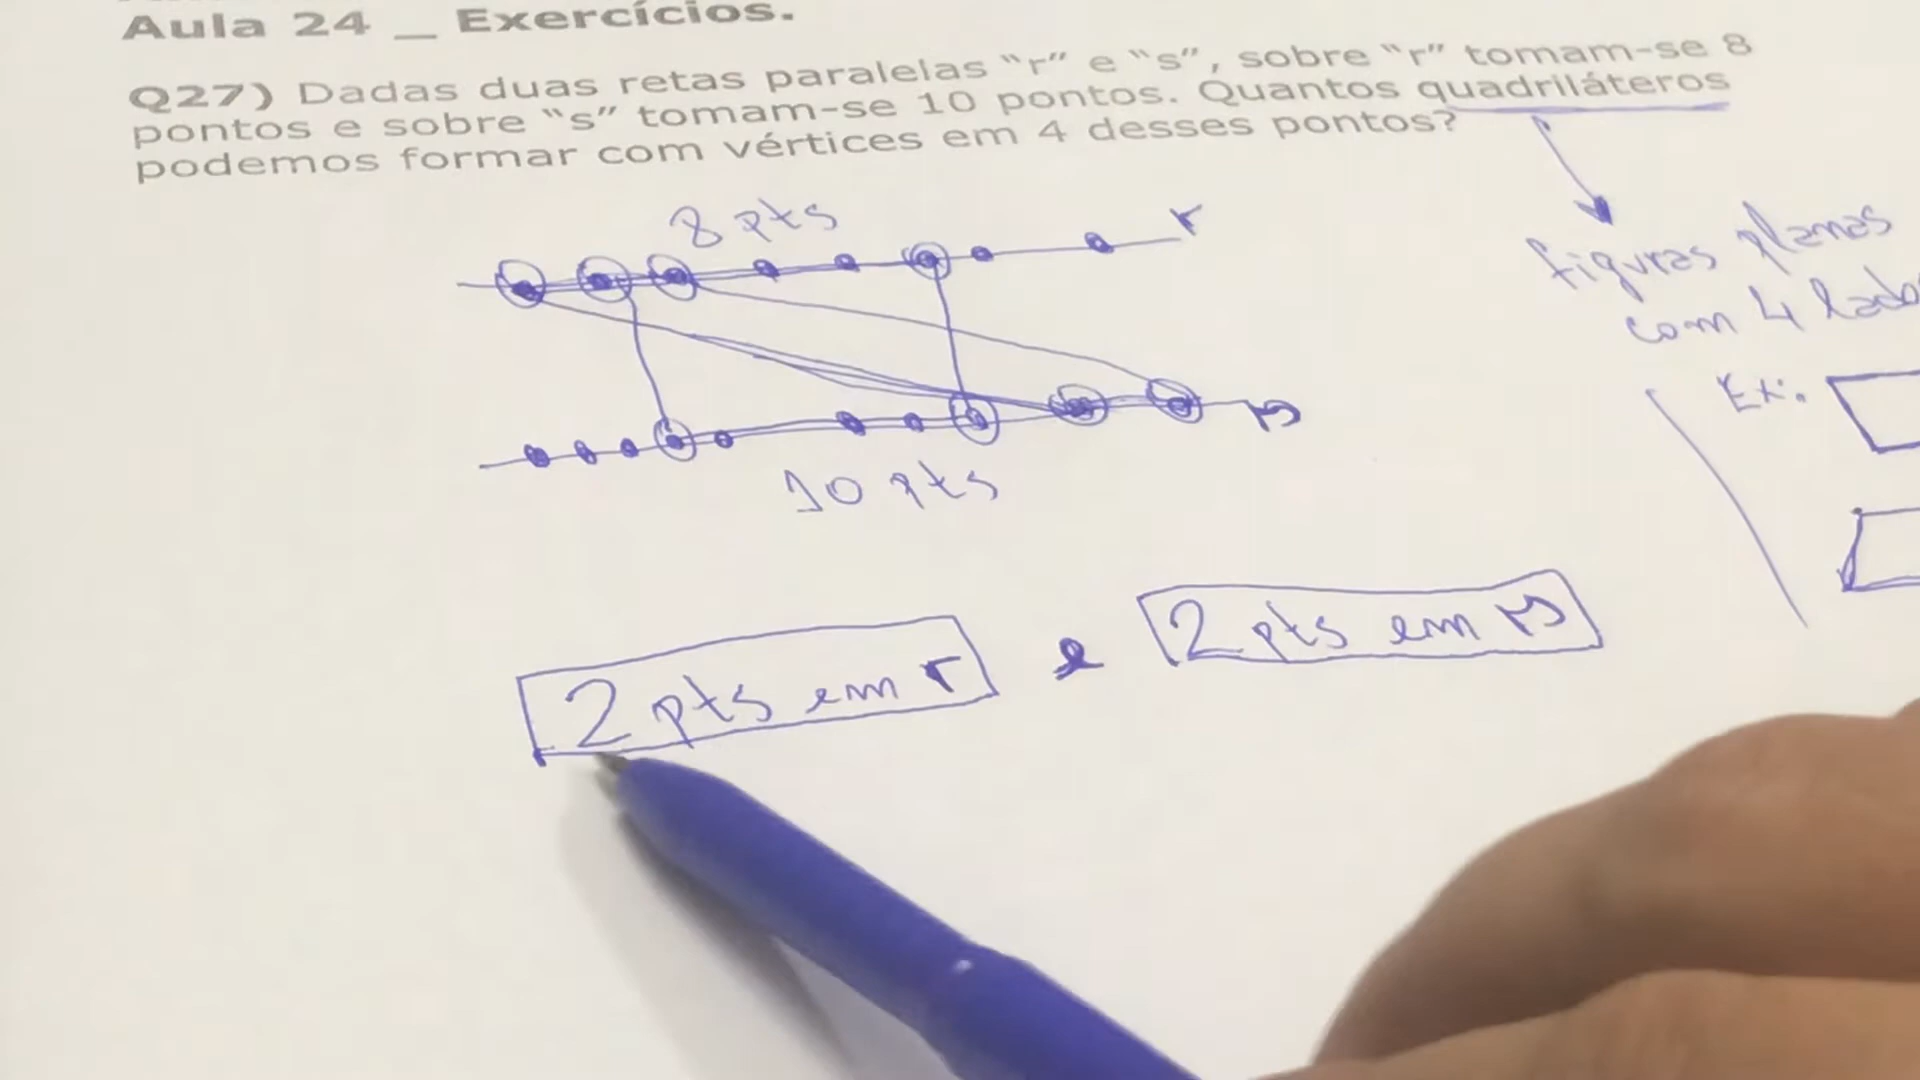 Aula 24 _ Exercícios.
Q27) Dadas duas retas paralelas “r” e “s”, sobre “r” tomam-se 8
pontos e sobre “s” tomam-se 10 pontos. Quantos quadriláteros
podemos formar com vértices em 4 desses pontos?
8 pts
r
figuras planas
com 4 lados
Ex:
s
10 pts
2 pts em r e 2 pts em s